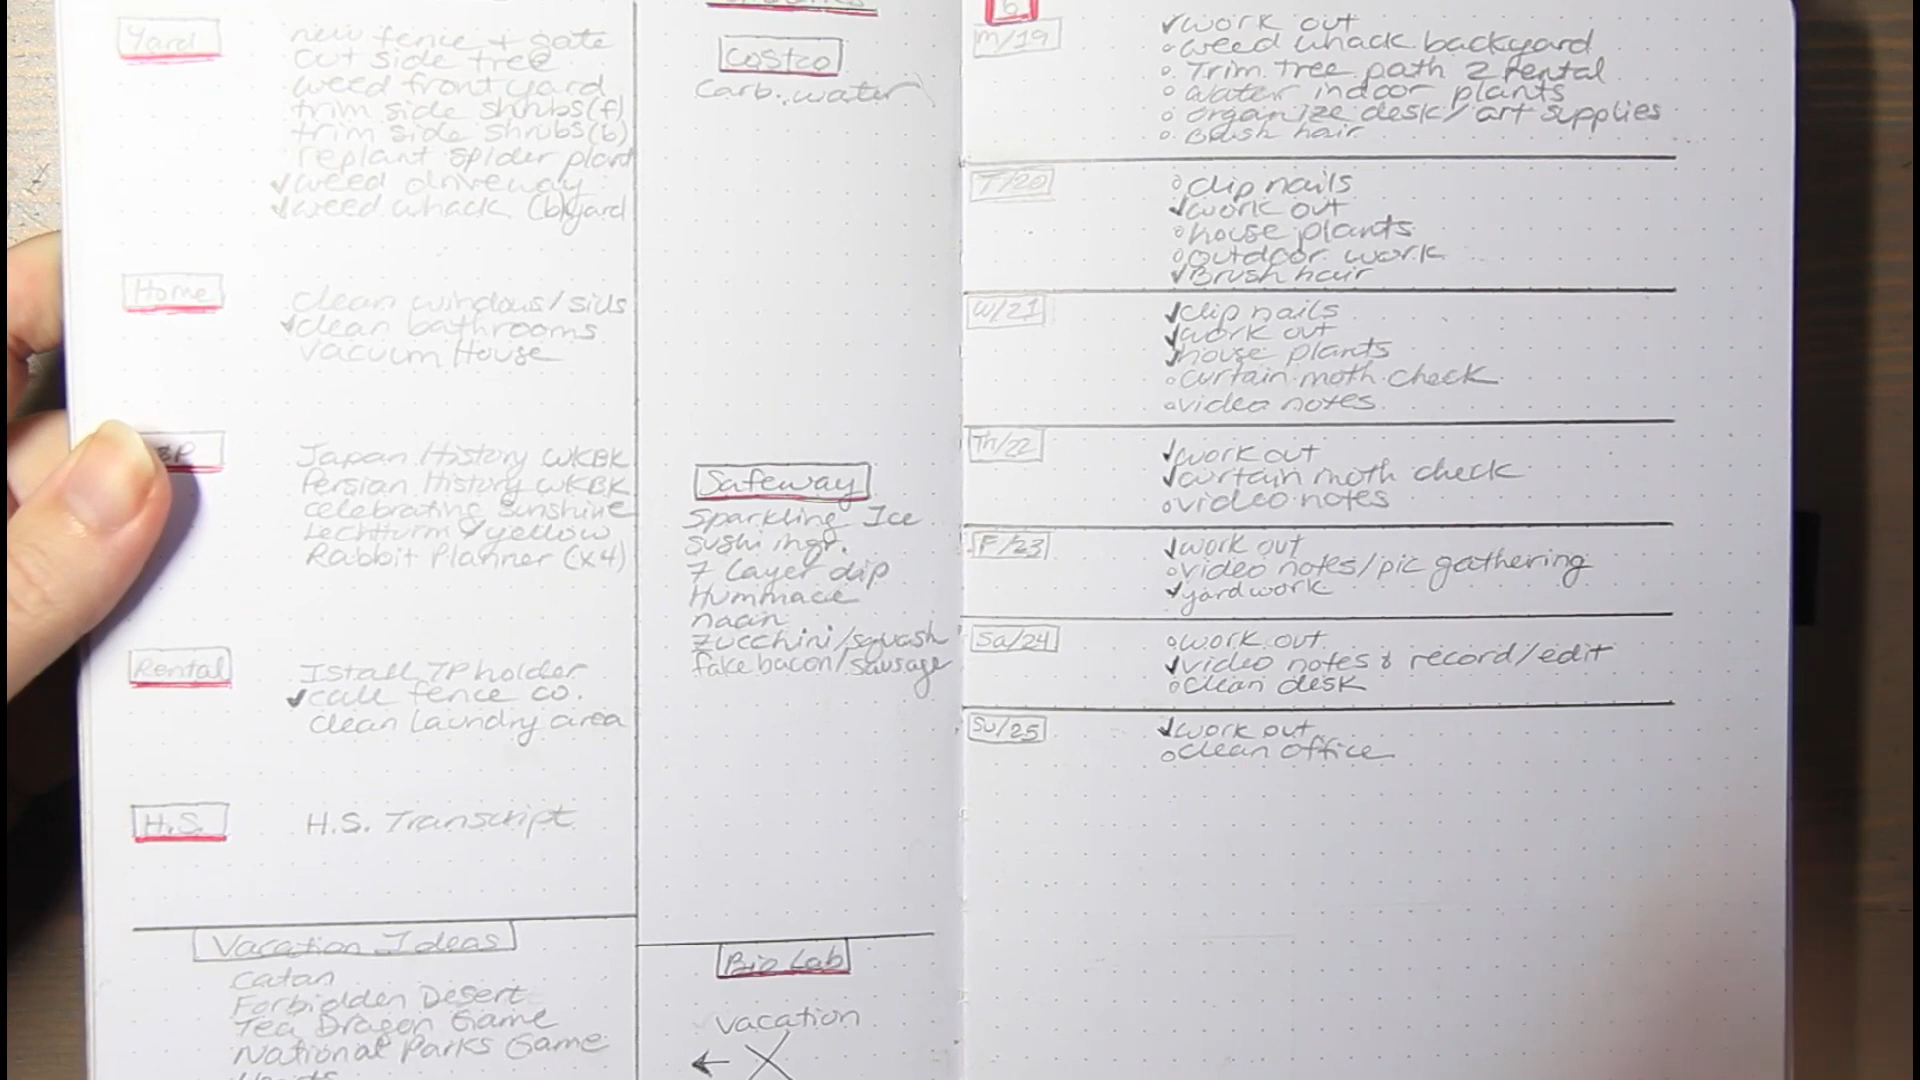 Yard
new fence + gate
cut side tree
weed front yard
trim side shrubs (f)
trim side shrubs (b)
replant spider plant
weed driveway
weed whack (b)yard
Home
clean windows/sills
clean bathrooms
vacuum House
Japan History WKBK
Persian History WKBK
celebrating sunshine
yellow
Rabbit Planner (x4)
Rental
Istall TP holder
call fence co.
clean laundry area
H.S.
H.S. Transcript
Vacation Ideas
Catan
Forbidden Desert
Tea Dragon Game
National Parks Game
Costco
Carb. water
Safeway
Sparkling Ice
Sushi ingr.
7 Layer dip
Hummace
naan
zucchini/squash
fake bacon/sausage
Bio Lab
vacation
6
M/19
work out
weed whack backyard
Trim tree path 2 rental
water indoor plants
organize desk/art supplies
Brush hair
T/20
clip nails
work out
house plants
outdoor work
Brush hair
W/21
clip nails
work out
house plants
curtain moth check
video notes
Th/22
work out
curtain moth check
video notes
F/23
work out
video notes/pic gathering
yard work
Sa/24
work out
video notes & record/edit
clean desk
Su/25
work out
clean office